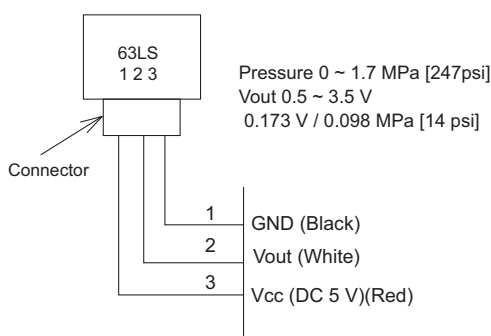 63LS
1 2 3
Pressure 0 ~ 1.7 MPa [247psi]
Vout 0.5 ~ 3.5 V
0.173 V / 0.098 MPa [14 psi]
Connector
1 GND (Black)
2 Vout (White)
3 Vcc (DC 5 V)(Red)